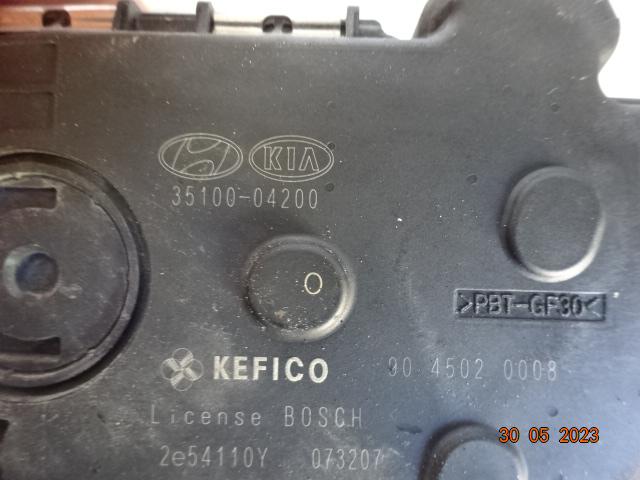 KIA
35100-04200
O
>PBT-GF30<
KEFICO 90 4502 0008
License BOSCH
30 05 2023
2e54110Y 073207